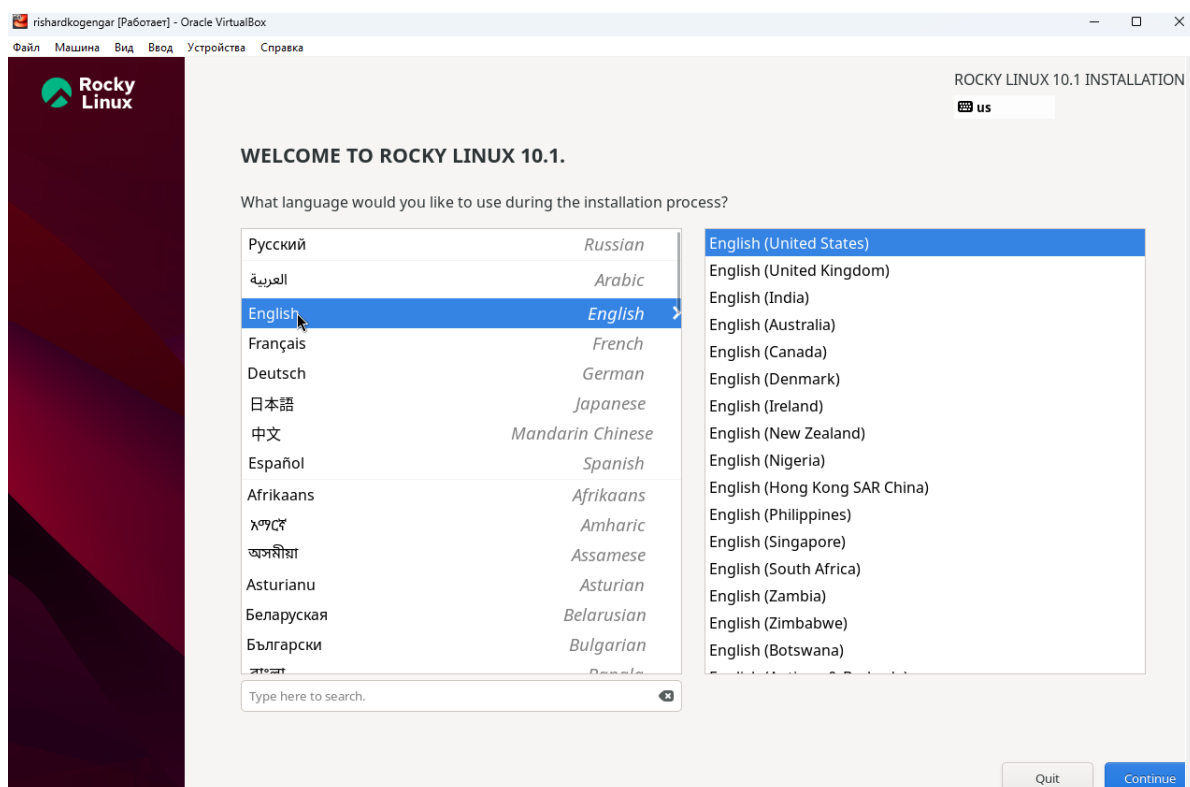 rishardkogengar [Работает] - Oracle VirtualBox
Файл Машина Вид Ввод Устройства Справка
Rocky
Linux
ROCKY LINUX 10.1 INSTALLATION
us
WELCOME TO ROCKY LINUX 10.1.
What language would you like to use during the installation process?
Русский Russian
العربية Arabic
English English
Français French
Deutsch German
日本語 Japanese
中文 Mandarin Chinese
Español Spanish
Afrikaans Afrikaans
አማርኛ Amharic
অসমীয়া Assamese
Asturianu Asturian
Беларуская Belarusian
Български Bulgarian
বাংলা Bangla
English (United States)
English (United Kingdom)
English (India)
English (Australia)
English (Canada)
English (Denmark)
English (Ireland)
English (New Zealand)
English (Nigeria)
English (Hong Kong SAR China)
English (Philippines)
English (Singapore)
English (South Africa)
English (Zambia)
English (Zimbabwe)
English (Botswana)
Type here to search.
Quit Continue